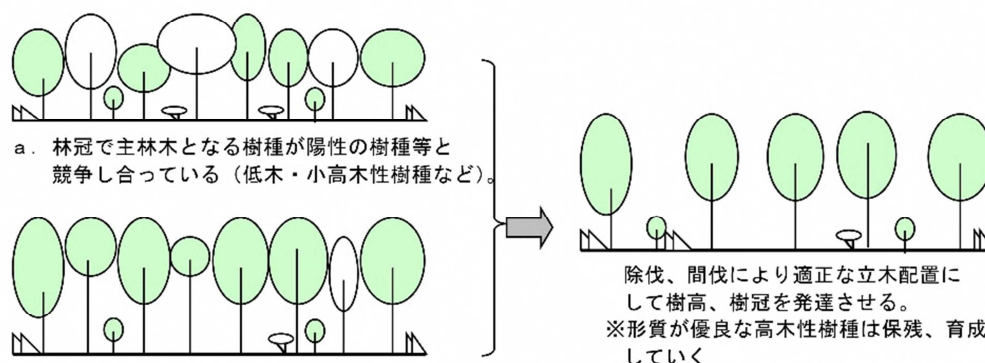 a. 林冠で主林木となる樹種が陽性の樹種等と
競争し合っている（低木・小高木性樹種など）。
除伐、間伐により適正な立木配置に
して樹高、樹冠を発達させる。
※形質が優良な高木性樹種は保残、育成
していく